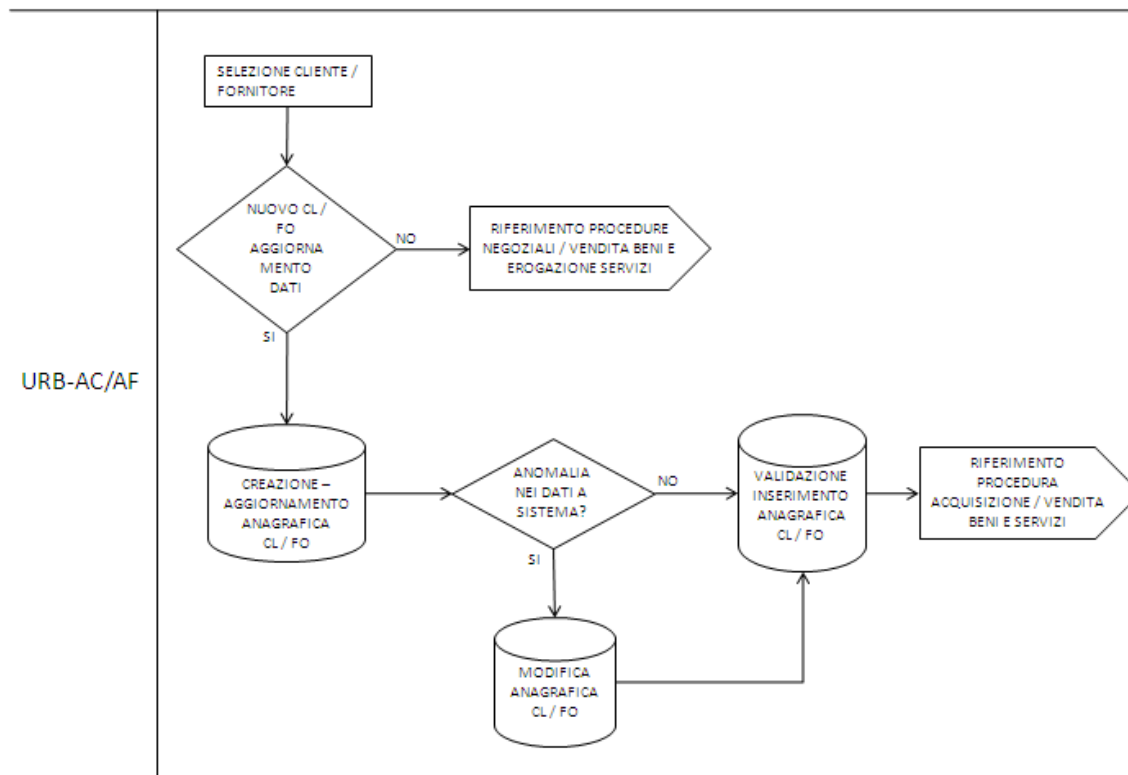 SELEZIONE CLIENTE /
FORNITORE
NUOVO CL /
FO
AGGIORNA
MENTO
DATI
NO
RIFERIMENTO PROCEDURE
NEGOZIALI / VENDITA BENI E
EROGAZIONE SERVIZI
SI
URB-AC/AF
CREAZIONE –
AGGIORNAMENTO
ANAGRAFICA
CL / FO
ANOMALIA
NEI DATI A
SISTEMA?
NO
VALIDAZIONE
INSERIMENTO
ANAGRAFICA
CL / FO
RIFERIMENTO
PROCEDURA
ACQUISIZIONE / VENDITA
BENI E SERVIZI
SI
MODIFICA
ANAGRAFICA
CL / FO